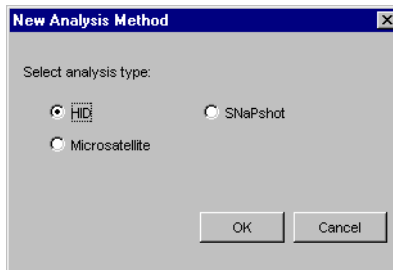 New Analysis Method
Select analysis type:
HID SNaPshot
Microsatellite
OK Cancel